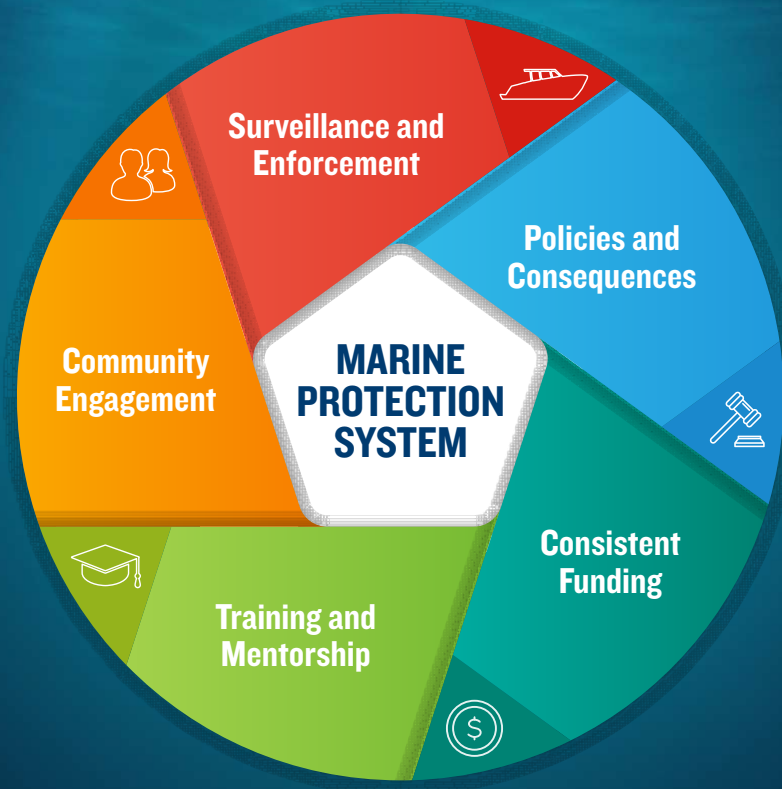 Surveillance and
Enforcement
Policies and
Consequences
Community
Engagement
MARINE
PROTECTION
SYSTEM
Consistent
Funding
Training and
Mentorship
$